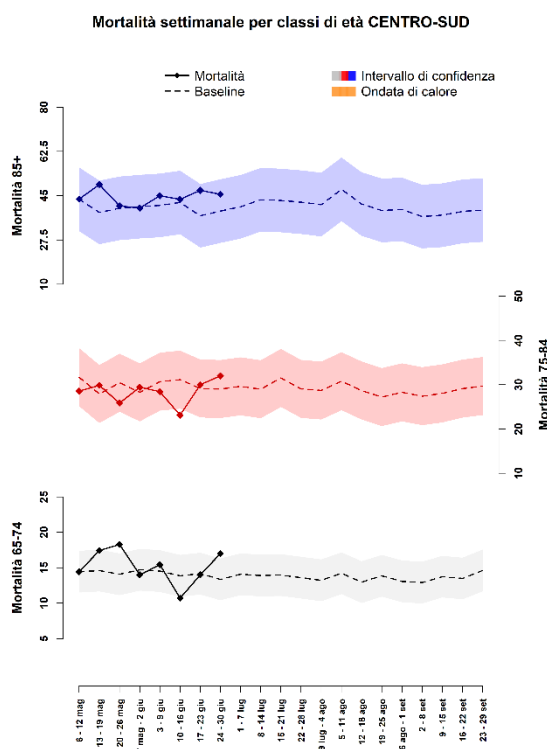 Mortalità settimanale per classi di età CENTRO-SUD
Mortalità
Baseline
Intervallo di confidenza
Ondata di calore
Mortalità 85+
80
62.5
45
27.5
10
Mortalità 75-84
50
40
30
20
10
Mortalità 65-74
25
20
15
10
5
6 - 12 mag
13 - 19 mag
20 - 26 mag
mag - 2 giu
3 - 9 giu
10 - 16 giu
17 - 23 giu
24 - 30 giu
1 - 7 lug
8 - 14 lug
15 - 21 lug
22 - 28 lug
9 lug - 4 ago
5 - 11 ago
12 - 18 ago
19 - 25 ago
6 ago - 1 set
2 - 8 set
9 - 15 set
16 - 22 set
23 - 29 set